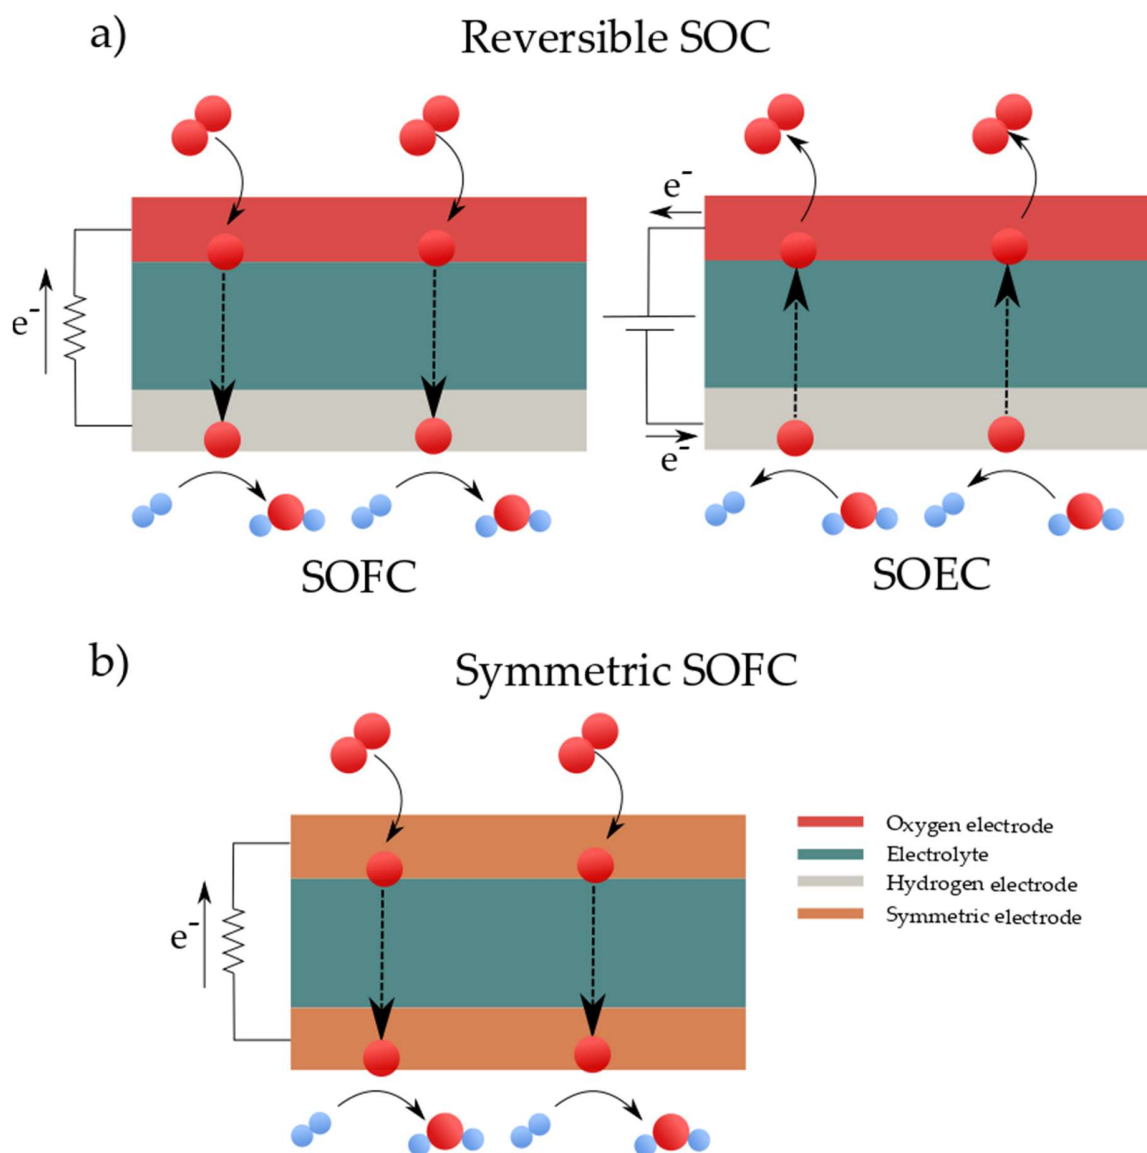 a)
Reversible SOC
e⁻
e⁻
e⁻
SOFC
SOEC
b)
Symmetric SOFC
e⁻
Oxygen electrode
Electrolyte
Hydrogen electrode
Symmetric electrode